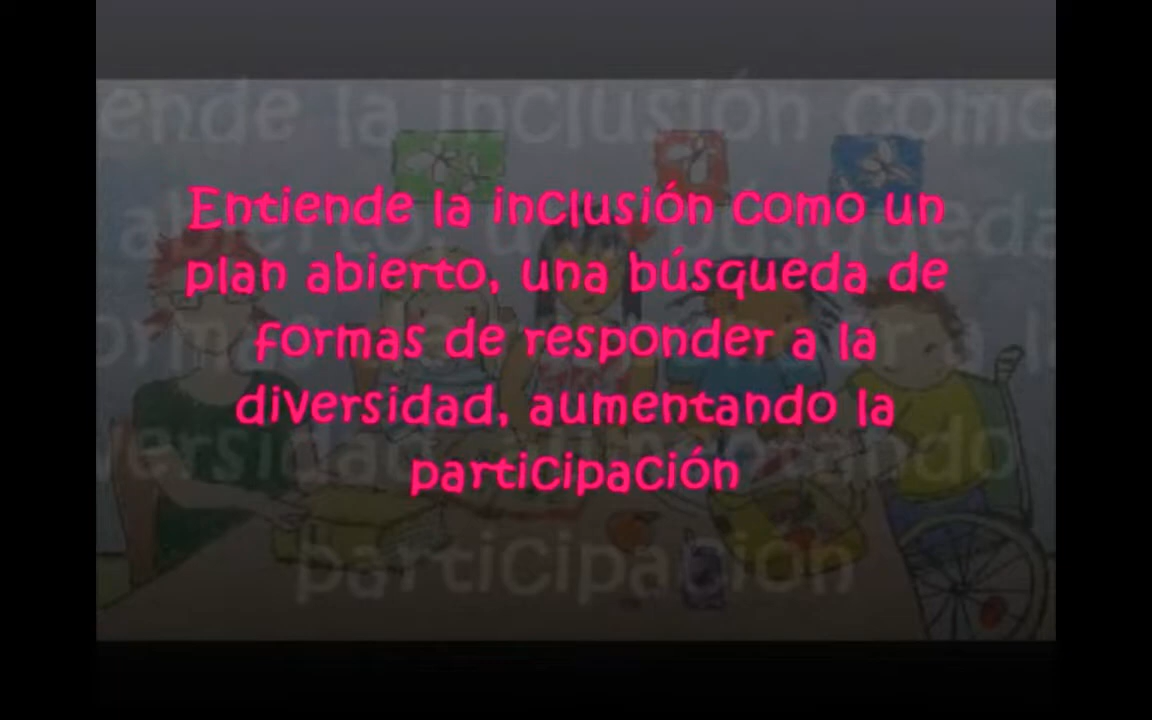 Entiende la inclusión como un
plan abierto, una búsqueda de
formas de responder a la
diversidad, aumentando la
participación